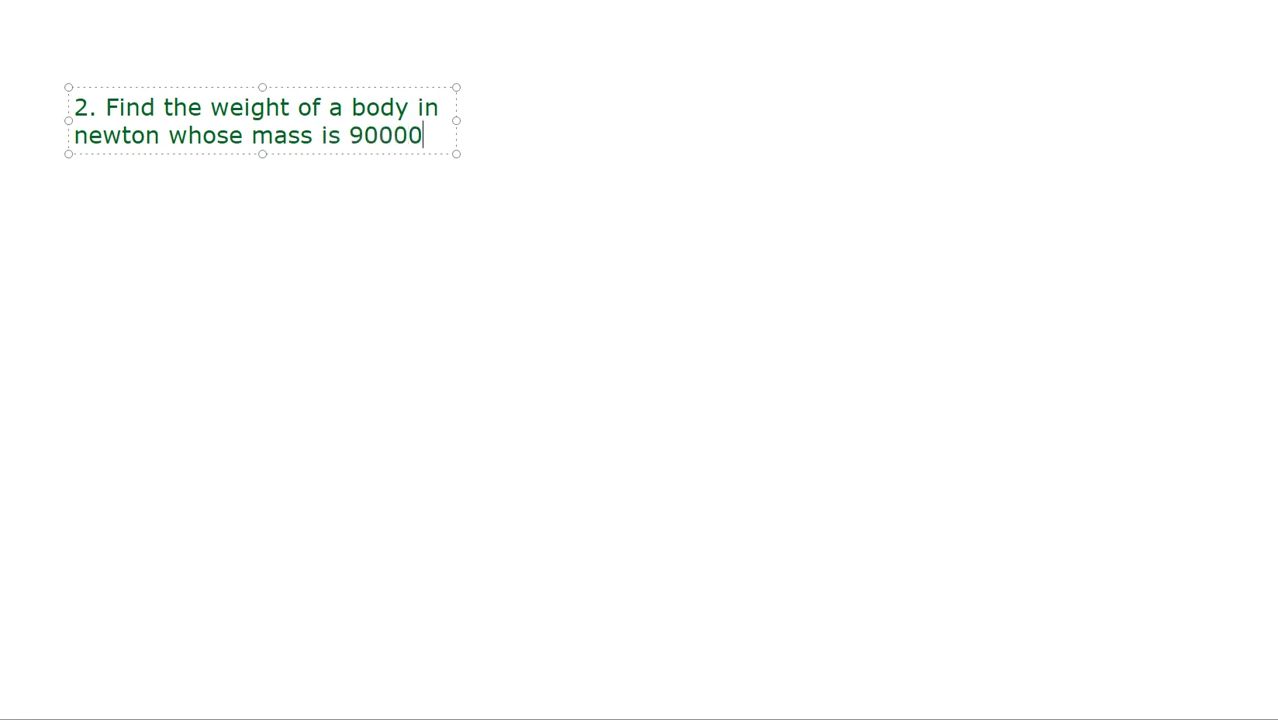 2. Find the weight of a body in
newton whose mass is 90000